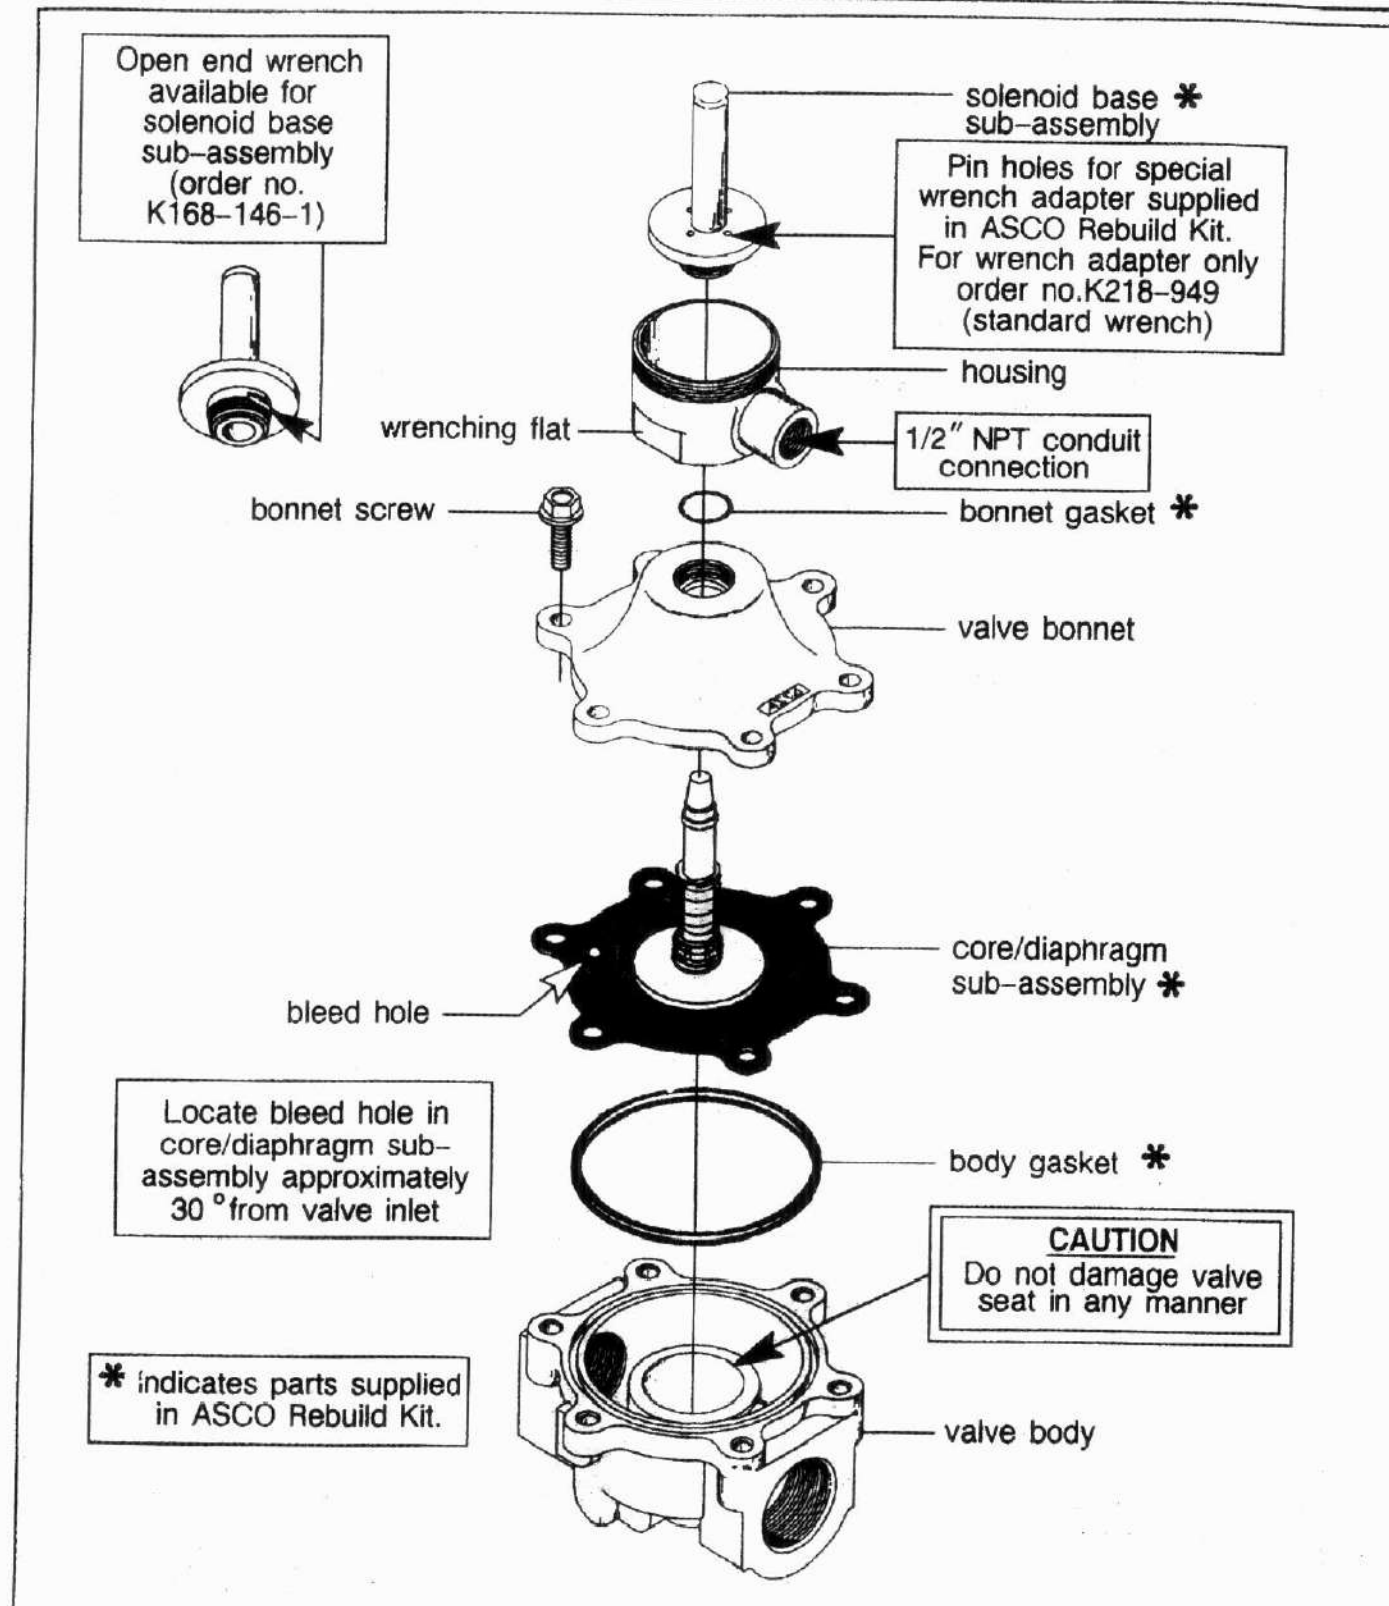 Open end wrench
available for
solenoid base
sub-assembly
(order no.
K168-146-1)
solenoid base *
sub-assembly
Pin holes for special
wrench adapter supplied
in ASCO Rebuild Kit.
For wrench adapter only
order no.K218-949
(standard wrench)
housing
wrenching flat
1/2" NPT conduit
connection
bonnet screw
bonnet gasket *
valve bonnet
core/diaphragm
sub-assembly *
bleed hole
Locate bleed hole in
core/diaphragm sub-
assembly approximately
30° from valve inlet
body gasket *
CAUTION
Do not damage valve
seat in any manner
* indicates parts supplied
in ASCO Rebuild Kit.
valve body